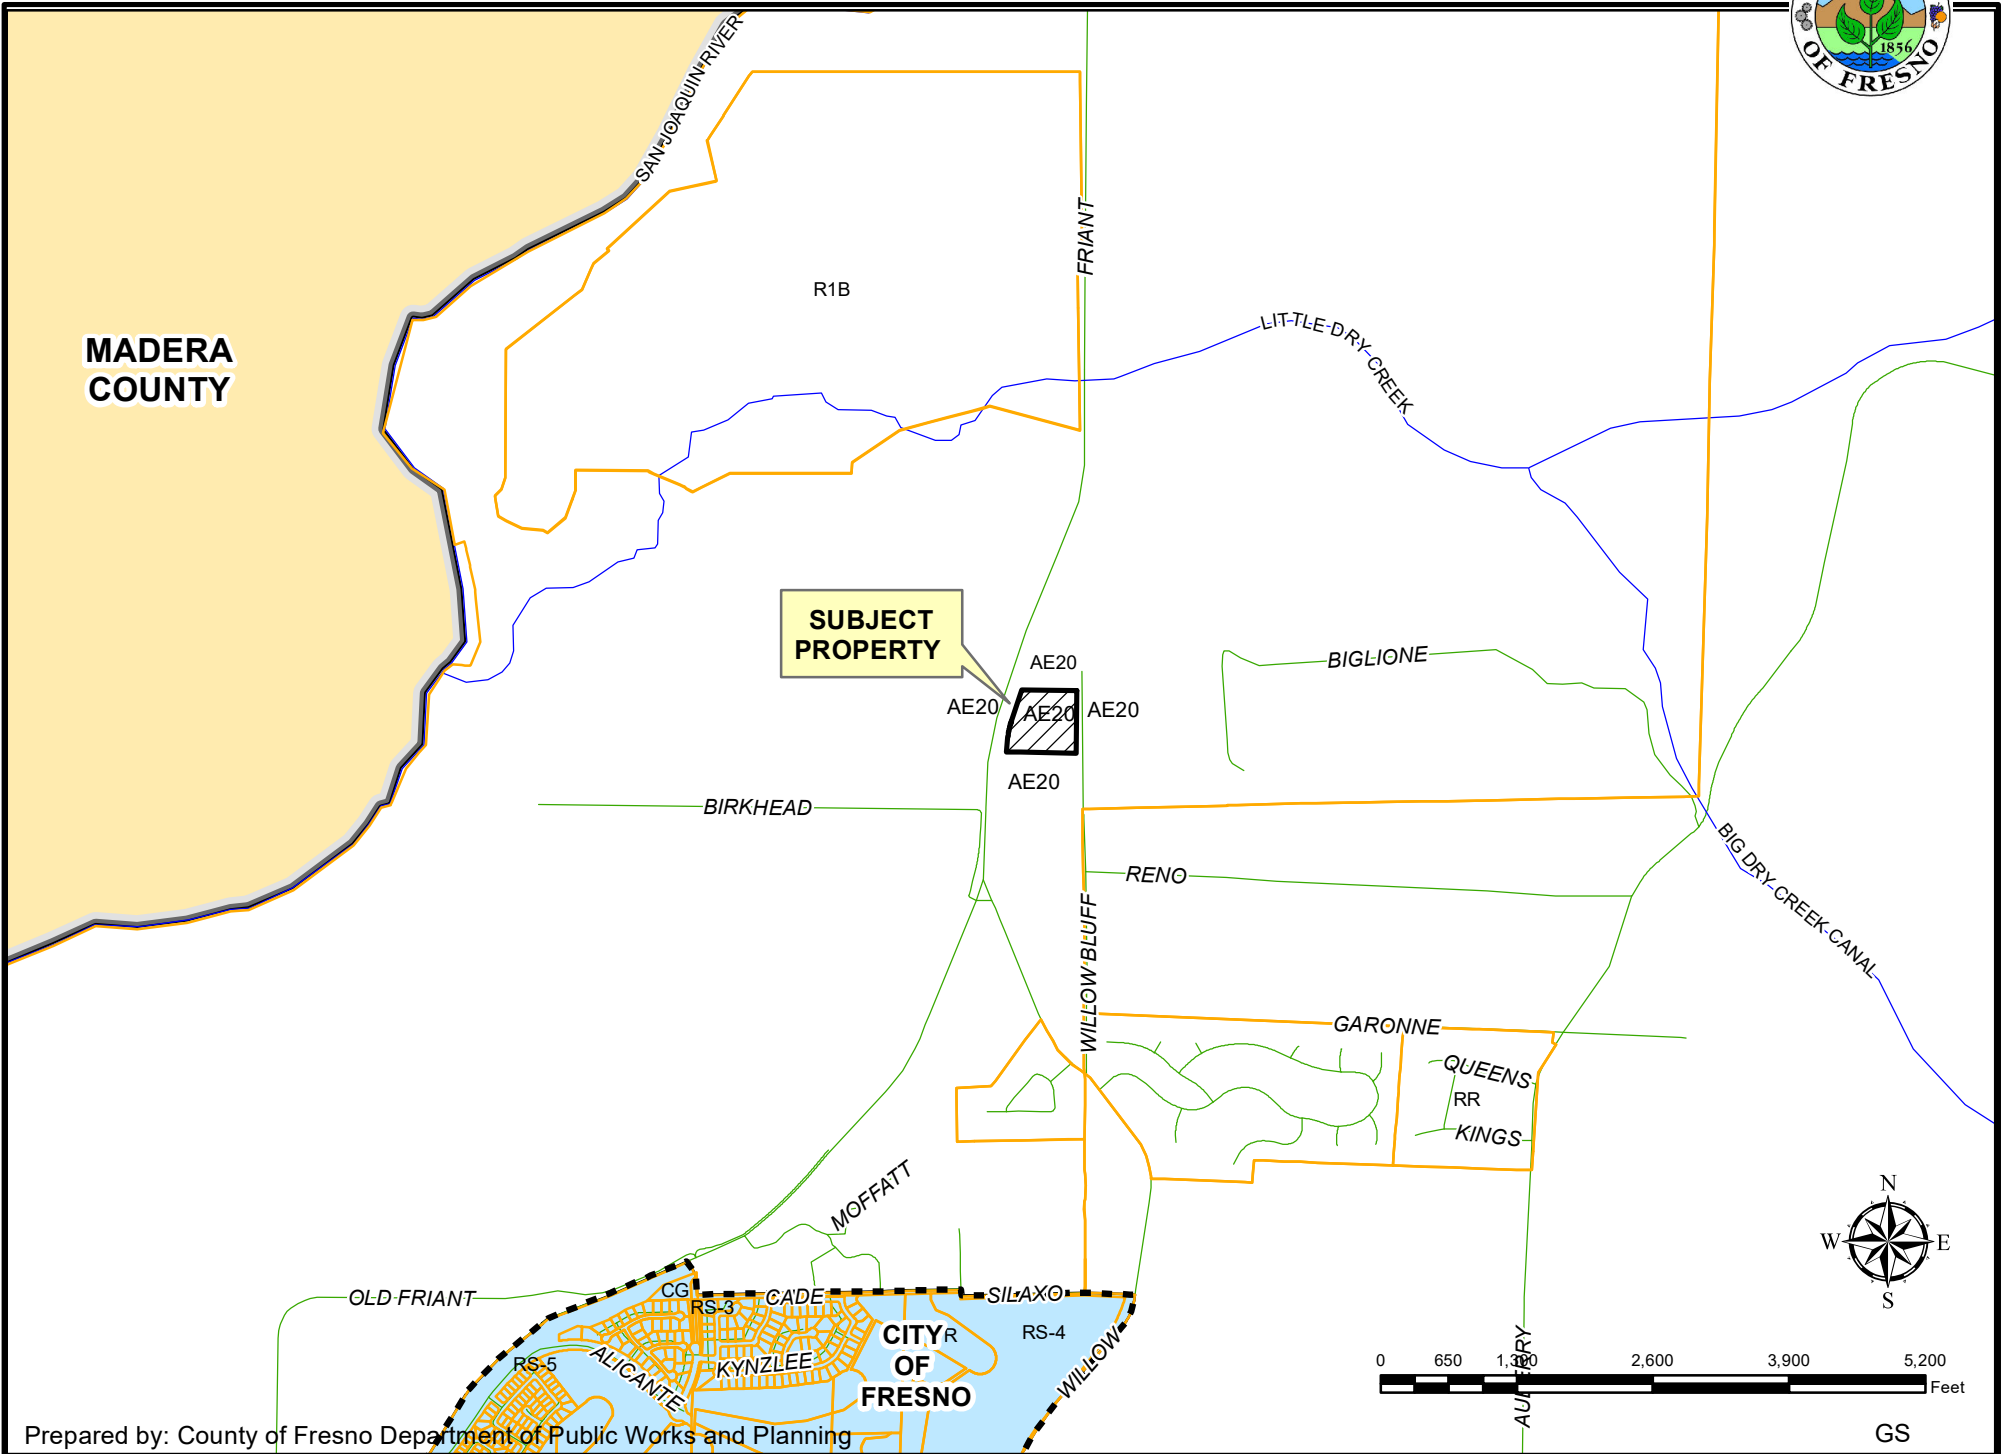 1856
OF FRESNO
SAN JOAQUIN RIVER
FRIANT
R1B
LITTLE DRY CREEK
MADERA
COUNTY
SUBJECT
PROPERTY
AE20
AE20
AE20
AE20
AE20
BIGLIONE
BIRKHEAD
RENO
BIG DRY CREEK CANAL
WILLOW BLUFF
GARONNE
QUEENS
RR
KINGS
MOFFATT
N
W
E
S
OLD FRIANT
CG
RS-3
CADE
SILAXO
CITY
OF
FRESNO
R
RS-4
RS-5
ALICANTE
KYNZLEE
WILLOW
AUBERRY
0 650 1,300 2,600 3,900 5,200
Feet
Prepared by: County of Fresno Department of Public Works and Planning
GS